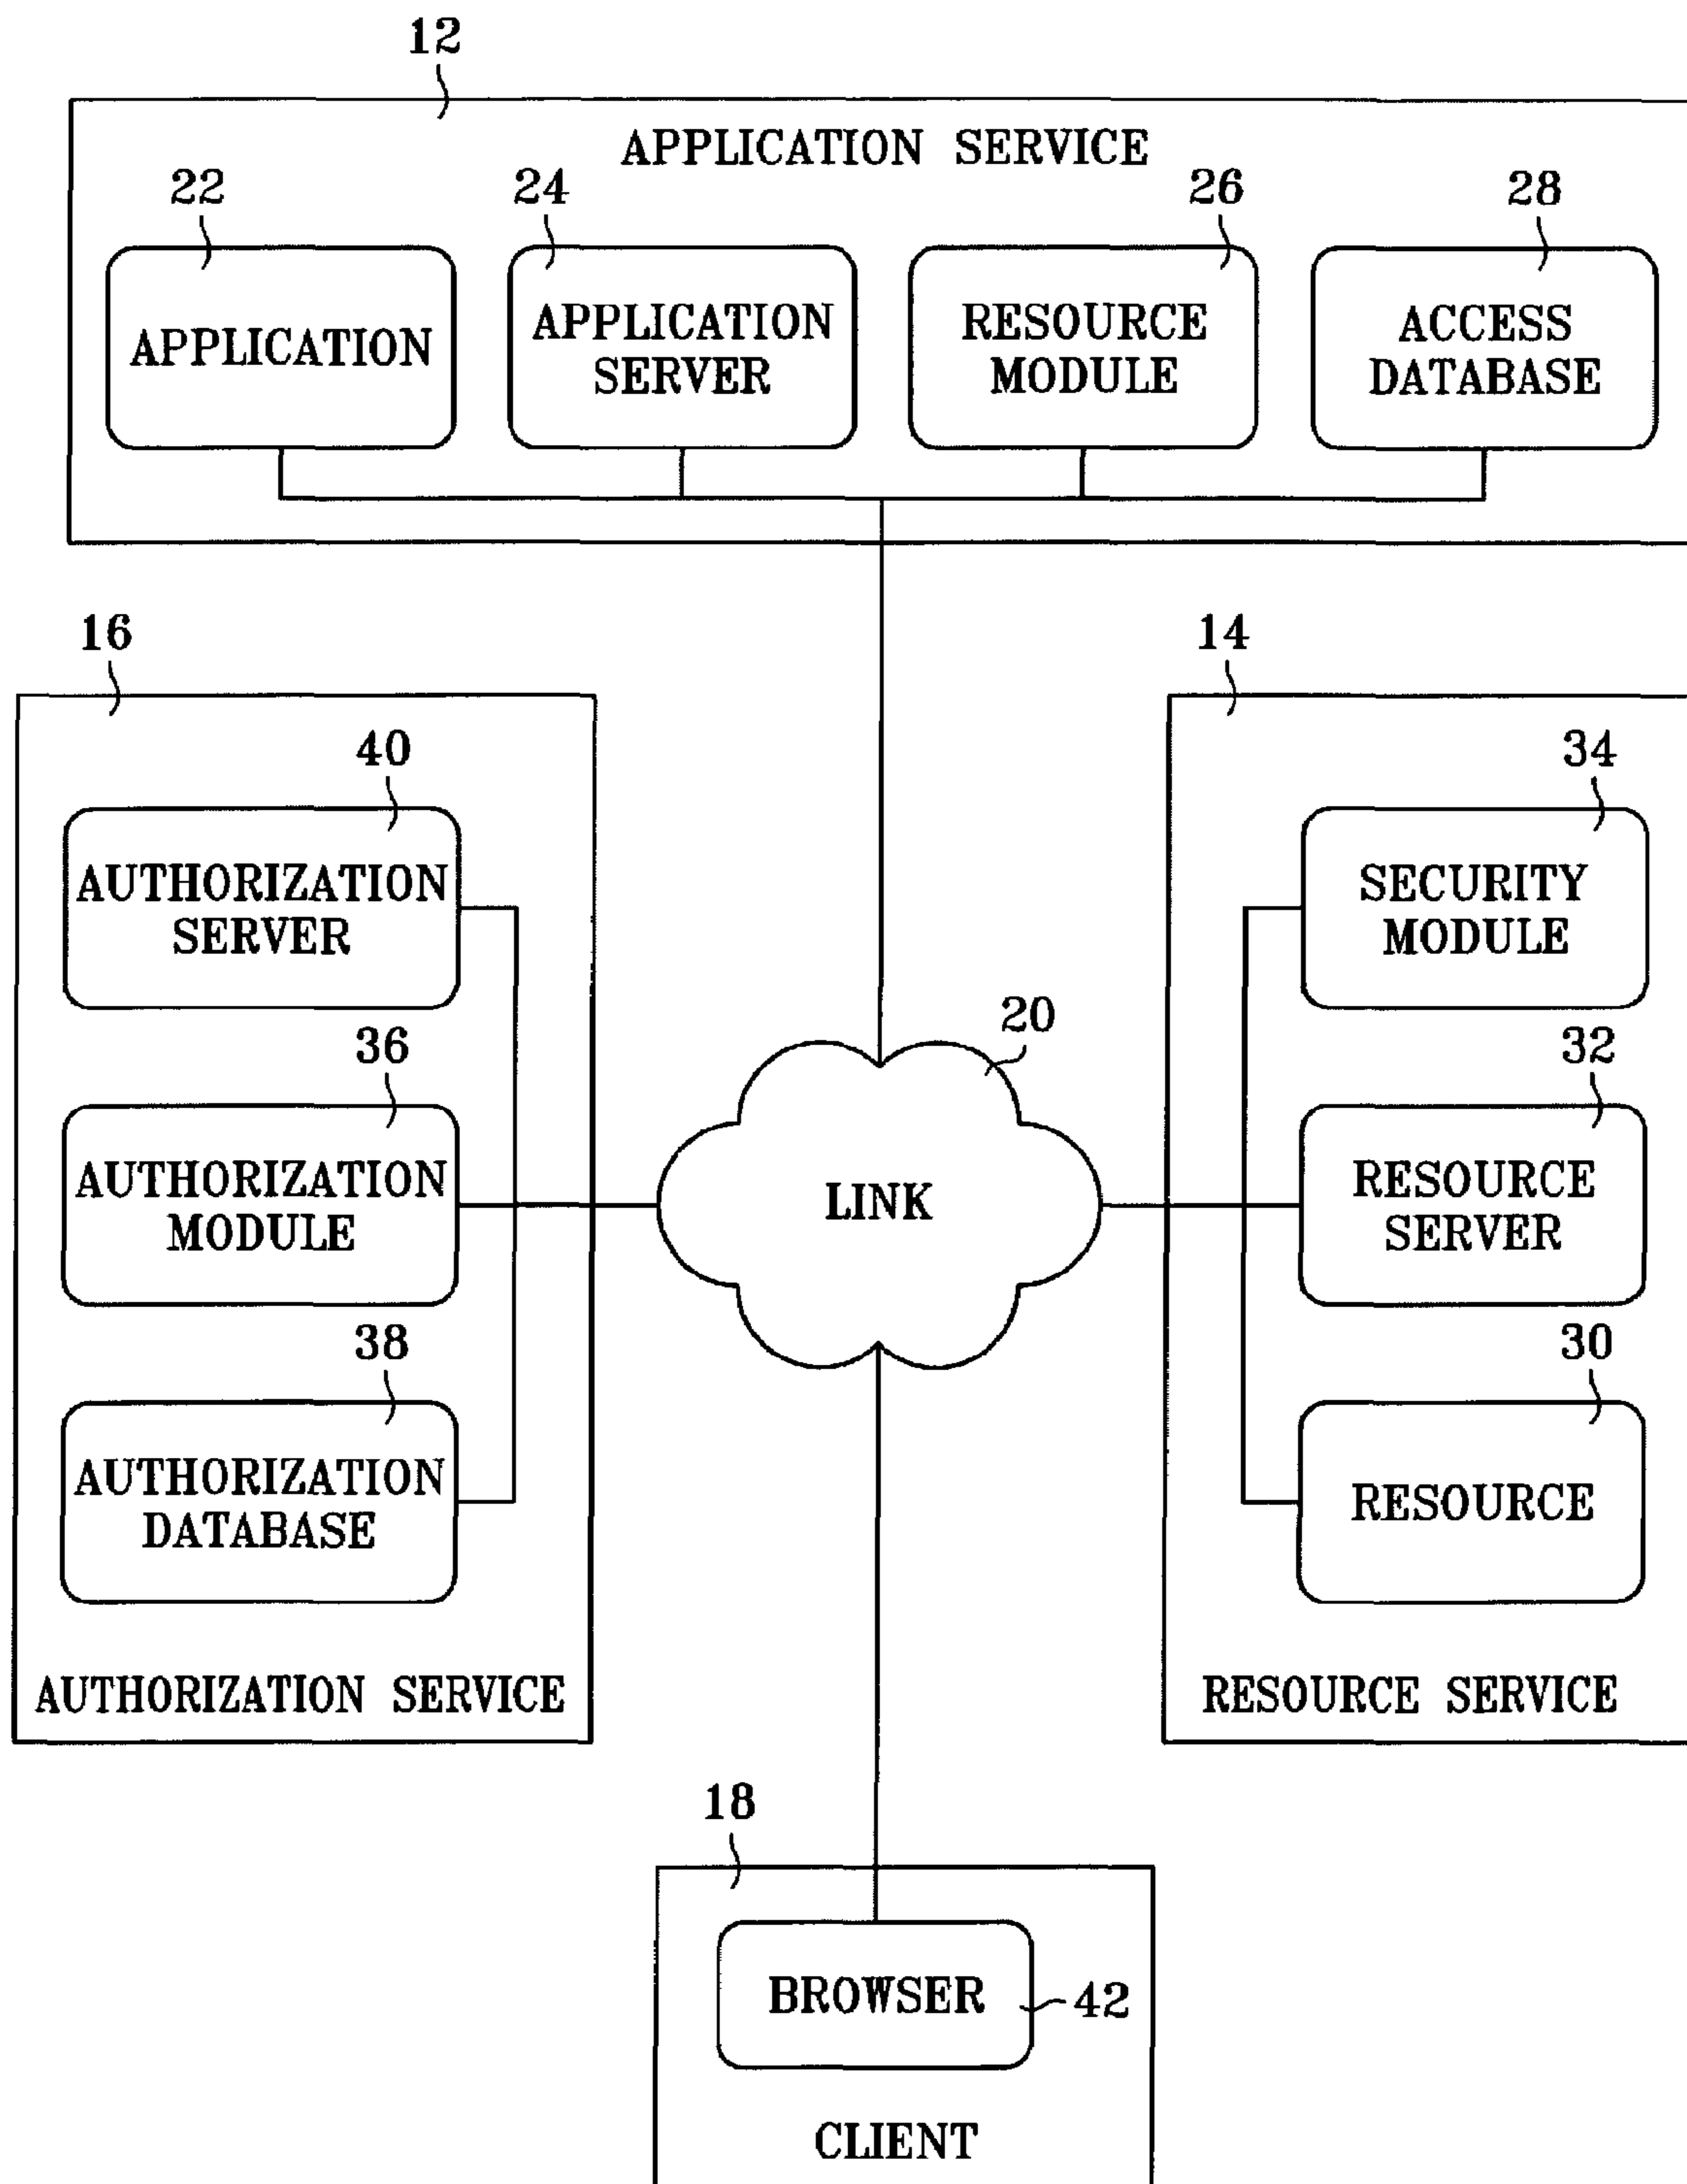 12
APPLICATION SERVICE
22
24
26
28
APPLICATION
APPLICATION
SERVER
RESOURCE
MODULE
ACCESS
DATABASE
16
14
40
34
AUTHORIZATION
SERVER
SECURITY
MODULE
20
36
32
AUTHORIZATION
MODULE
LINK
RESOURCE
SERVER
38
30
AUTHORIZATION
DATABASE
RESOURCE
AUTHORIZATION SERVICE
RESOURCE SERVICE
18
BROWSER
42
CLIENT